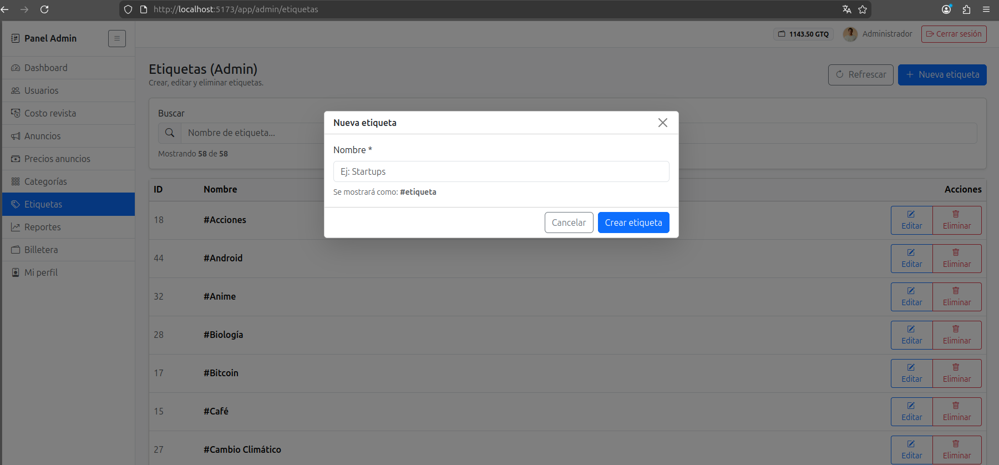 http://localhost:5173/app/admin/etiquetas
Panel Admin
1143.50 GTQ
Administrador
Cerrar sesión
Dashboard
Usuarios
Costo revista
Anuncios
Precios anuncios
Categorías
Etiquetas
Reportes
Billetera
Mi perfil
Etiquetas (Admin)
Crear, editar y eliminar etiquetas.
Refrescar
Nueva etiqueta
Buscar
Nombre de etiqueta...
Mostrando 58 de 58
Nueva etiqueta
Nombre *
Ej: Startups
Se mostrará como: #etiqueta
Cancelar
Crear etiqueta
ID Nombre Acciones
18 #Acciones Editar Eliminar
44 #Android Editar Eliminar
32 #Anime Editar Eliminar
28 #Biología Editar Eliminar
17 #Bitcoin Editar Eliminar
15 #Café Editar Eliminar
27 #Cambio Climático Editar Eliminar